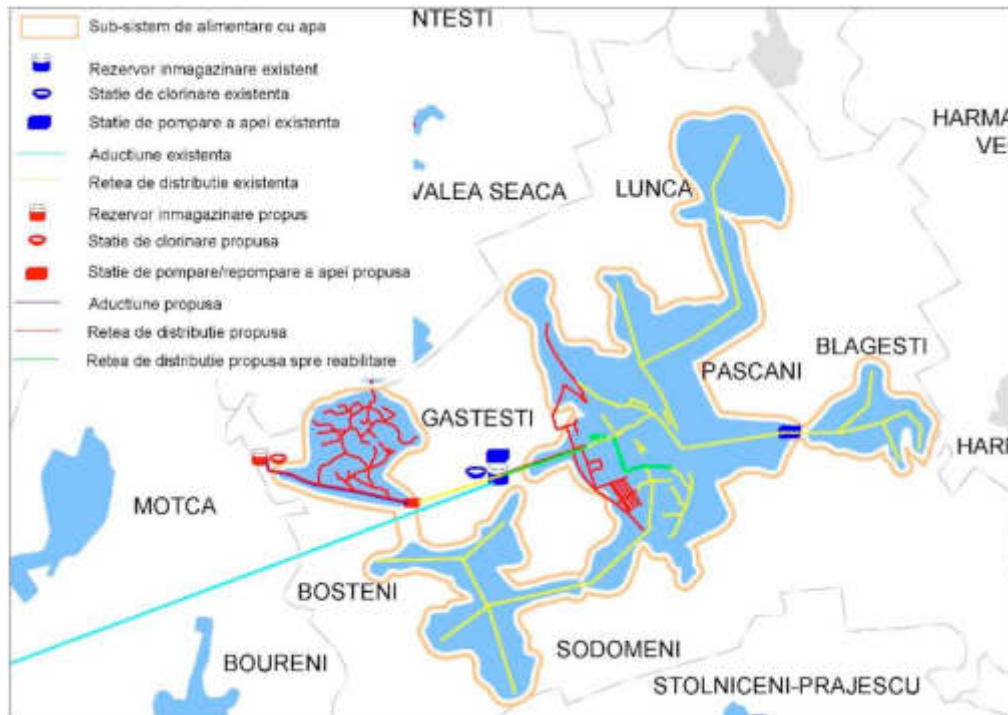 Sub-sistem de alimentare cu apa
Rezervor inmagazinare existent
Statie de clorinare existenta
Statie de pompare a apei existenta
Aductiune existenta
Retea de distributie existenta
Rezervor inmagazinare propus
Statie de clorinare propusa
Statie de pompare/repompare a apei propusa
Aductiune propusa
Retea de distributie propusa
Retea de distributie propusa spre reabilitare
NTESTI
HARMA
VE
VALEA SEACA
LUNCA
BLAGESTI
PASCANI
GASTESTI
HARI
MOTCA
BOSTENI
BOURENI
SODOMENI
STOLNICENI-PRAJESCU